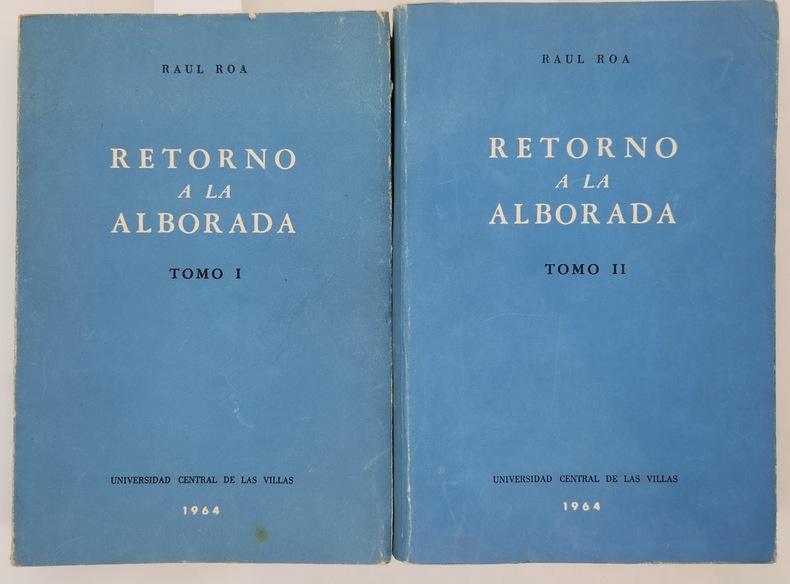 RAUL ROA
RETORNO
A LA
ALBORADA
TOMO I
UNIVERSIDAD CENTRAL DE LAS VILLAS
1964
RAUL ROA
RETORNO
A LA
ALBORADA
TOMO II
UNIVERSIDAD CENTRAL DE LAS VILLAS
1964